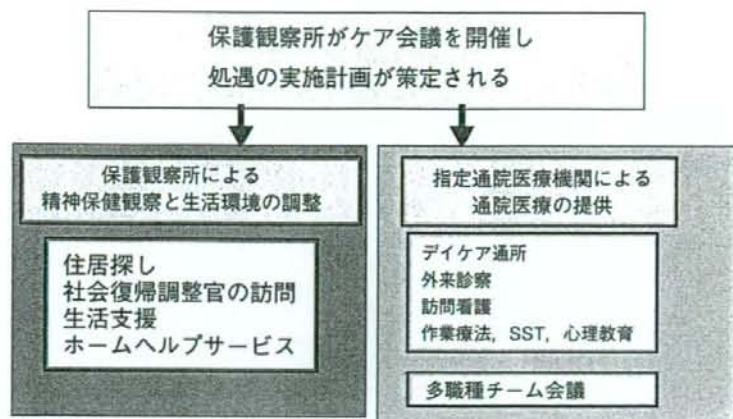 保護観察所がケア会議を開催し
処遇の実施計画が策定される
保護観察所による
精神保健観察と生活環境の調整
住居探し
社会復帰調整官の訪問
生活支援
ホームヘルプサービス
指定通院医療機関による
通院医療の提供
デイケア通所
外来診察
訪問看護
作業療法，SST，心理教育
多職種チーム会議